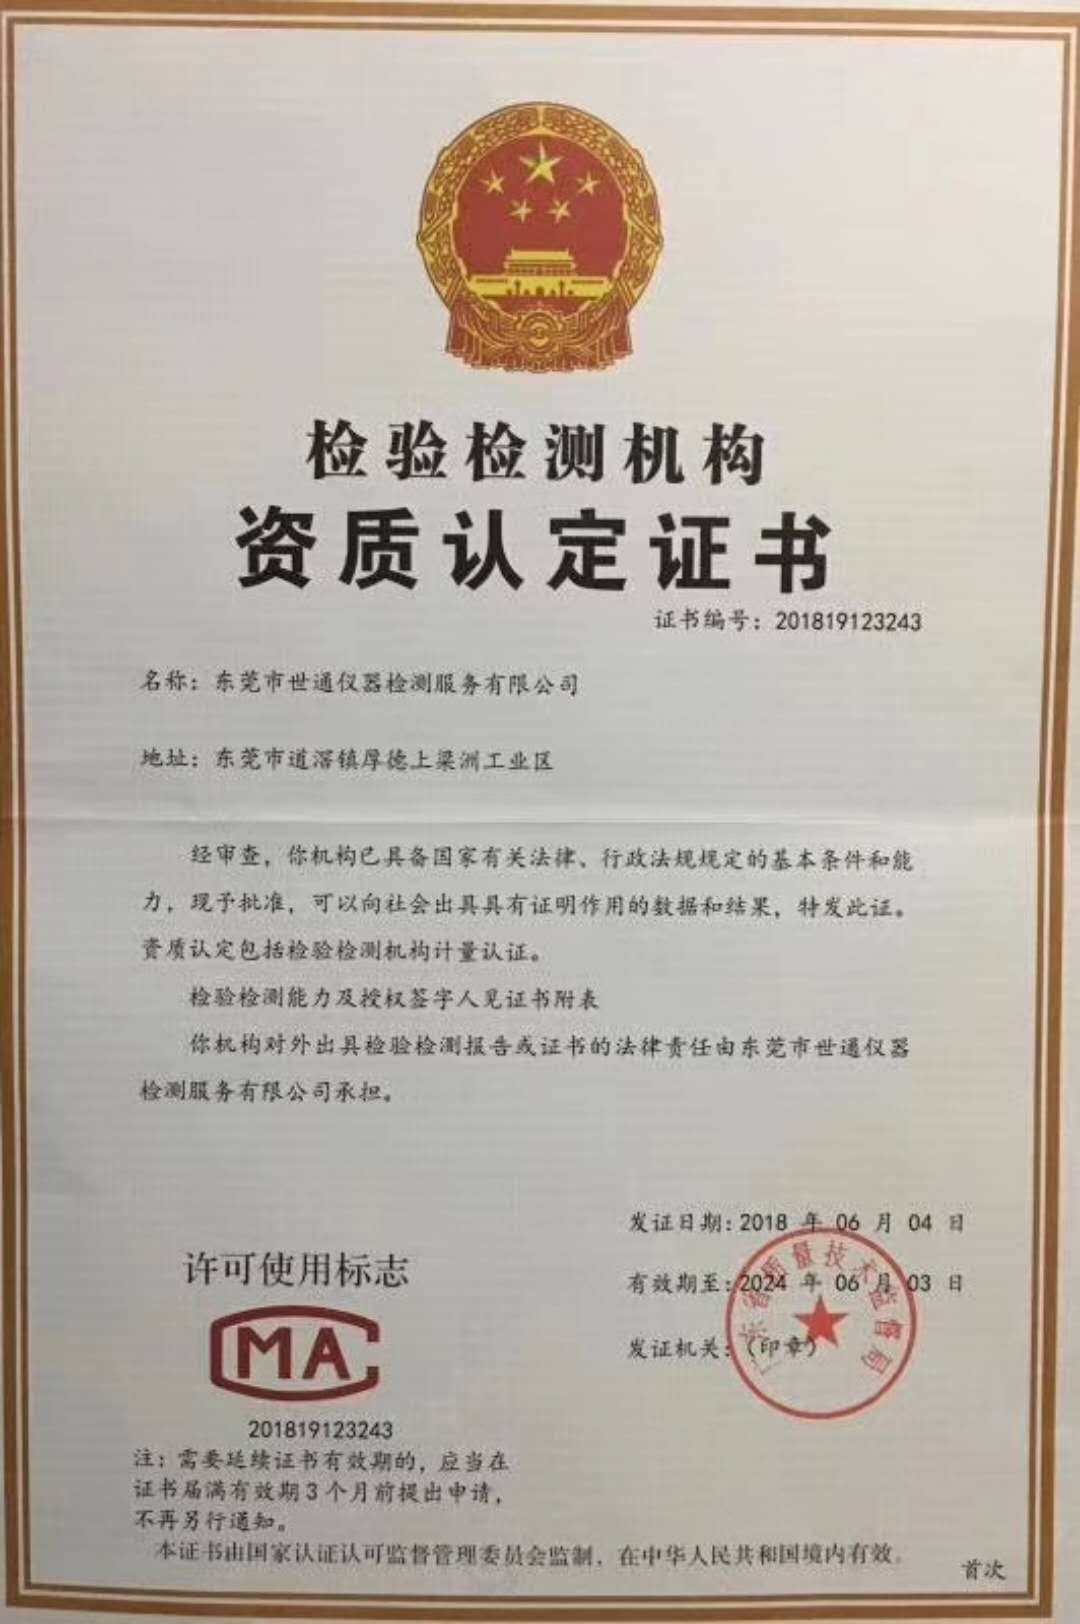 检验检测机构
资质认定证书
证书编号：201819123243
名称：东莞市世通仪器检测服务有限公司
地址：东莞市道滘镇厚德上梁洲工业区
经审查，你机构已具备国家有关法律、行政法规规定的基本条件和能
力，现予批准，可以向社会出具具有证明作用的数据和结果，特发此证。
资质认定包括检验检测机构计量认证。
检验检测能力及授权签字人见证书附表
你机构对外出具检验检测报告或证书的法律责任由东莞市世通仪器
检测服务有限公司承担。
发证日期：2018 年 06 月 04 日
有效期至：2024 年 06 月 03 日
发证机关：（印章）
东省质量技术监督局
许可使用标志
MA
201819123243
注：需要延续证书有效期的，应当在
证书届满有效期3个月前提出申请，
不再另行通知。
本证书由国家认证认可监督管理委员会监制，在中华人民共和国境内有效。
首次